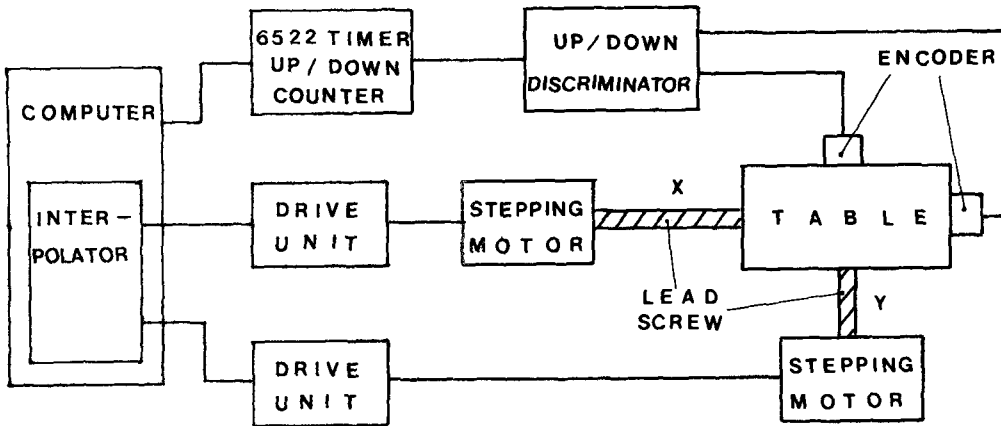 6522 TIMER
UP/DOWN
COUNTER
UP/DOWN
DISCRIMINATOR
ENCODER
COMPUTER
INTER-
POLATOR
DRIVE
UNIT
STEPPING
MOTOR
X
TABLE
LEAD
SCREW
Y
DRIVE
UNIT
STEPPING
MOTOR